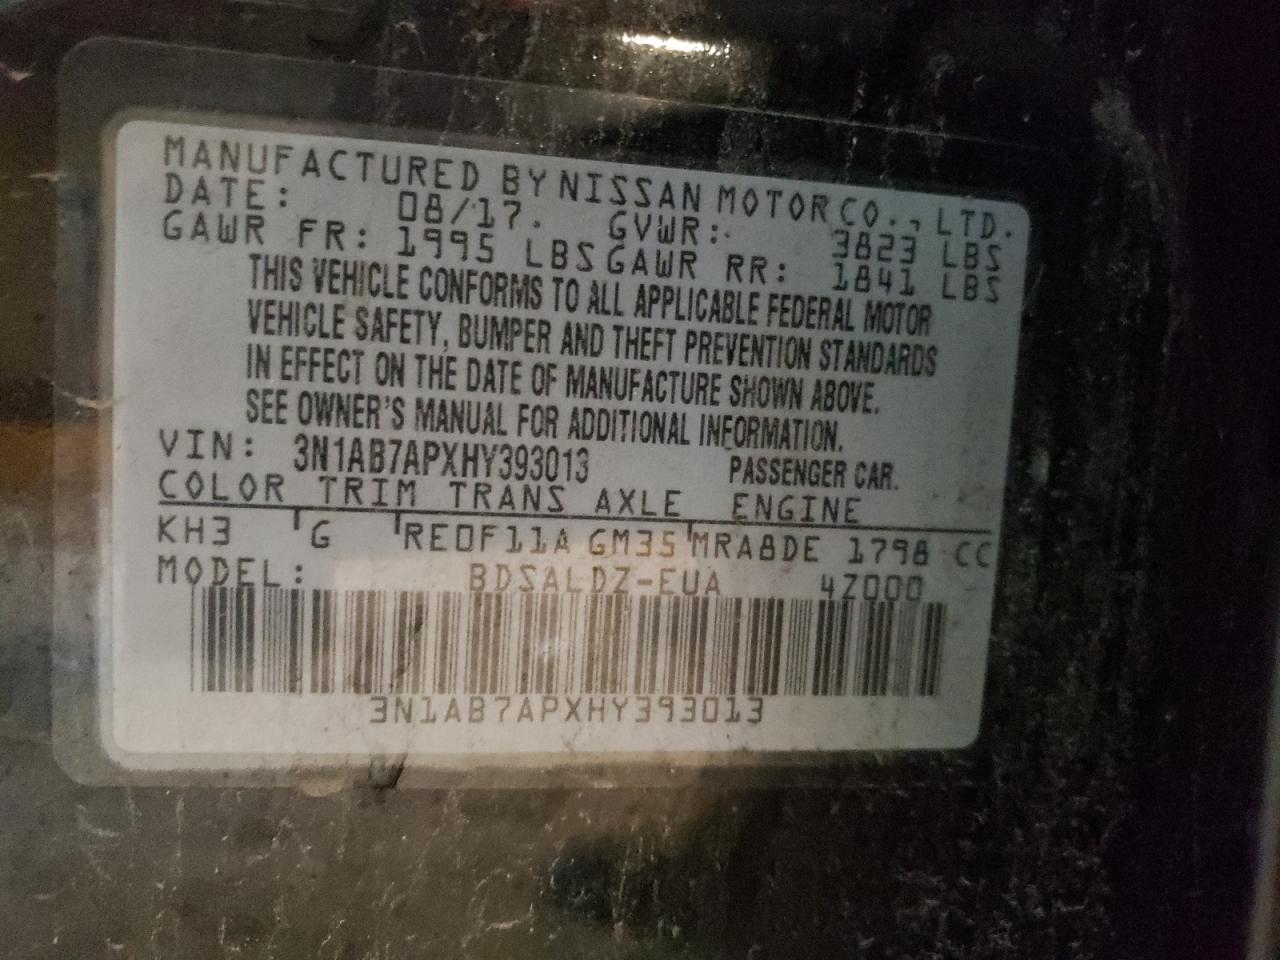 MANUFACTURED BY NISSAN MOTOR CO., LTD.
DATE: 08/17. GVWR: 3823 LBS
GAWR FR: 1995 LBS GAWR RR: 1841 LBS
THIS VEHICLE CONFORMS TO ALL APPLICABLE FEDERAL MOTOR
VEHICLE SAFETY, BUMPER AND THEFT PREVENTION STANDARDS
IN EFFECT ON THE DATE OF MANUFACTURE SHOWN ABOVE.
SEE OWNER'S MANUAL FOR ADDITIONAL INFORMATION.
VIN: 3N1AB7APXHY393013 PASSENGER CAR.
COLOR TRIM TRANS AXLE ENGINE
KH3 G RE0F11A GM35 MRA8DE 1798 CC
MODEL: BDSALDZ-EUA 4Z000
3N1AB7APXHY393013